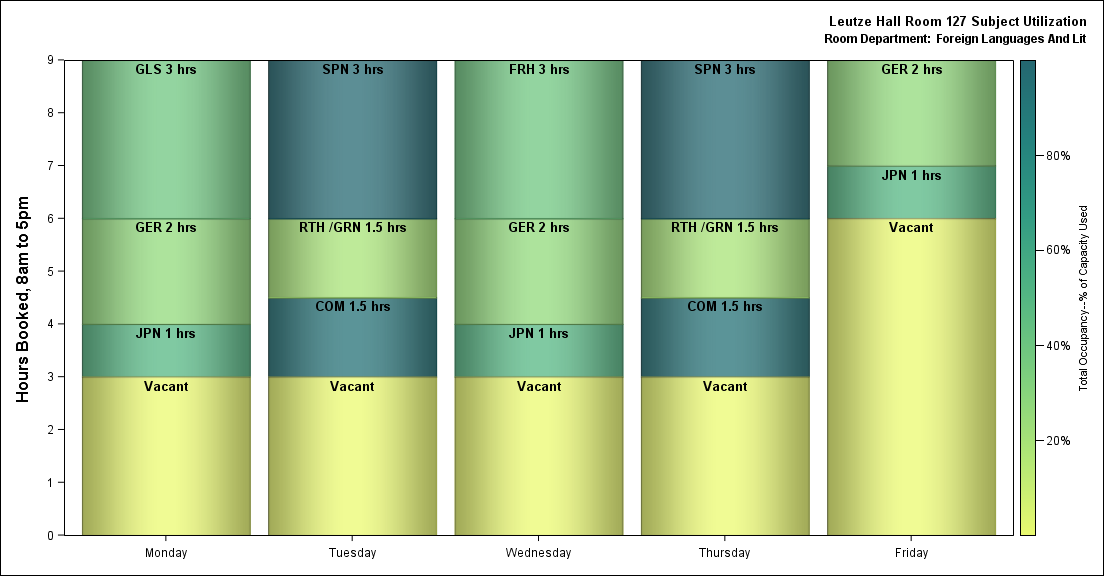 Leutze Hall Room 127 Subject Utilization
Room Department: Foreign Languages And Lit
Hours Booked, 8am to 5pm
9
8
7
6
5
4
3
2
1
0
GLS 3 hrs
GER 2 hrs
JPN 1 hrs
Vacant
SPN 3 hrs
RTH /GRN 1.5 hrs
COM 1.5 hrs
Vacant
FRH 3 hrs
GER 2 hrs
JPN 1 hrs
Vacant
SPN 3 hrs
RTH /GRN 1.5 hrs
COM 1.5 hrs
Vacant
GER 2 hrs
JPN 1 hrs
Vacant
Monday
Tuesday
Wednesday
Thursday
Friday
80%
60%
40%
20%
Total Occupancy--% of Capacity Used